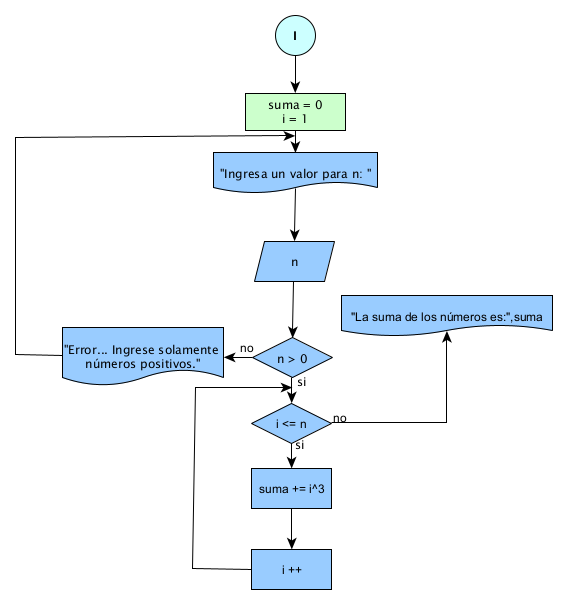 I
suma = 0
i = 1
"Ingresa un valor para n: "
n
"La suma de los números es:",suma
"Error... Ingrese solamente
números positivos."
no
n > 0
si
i <= n
no
si
suma += i^3
i ++